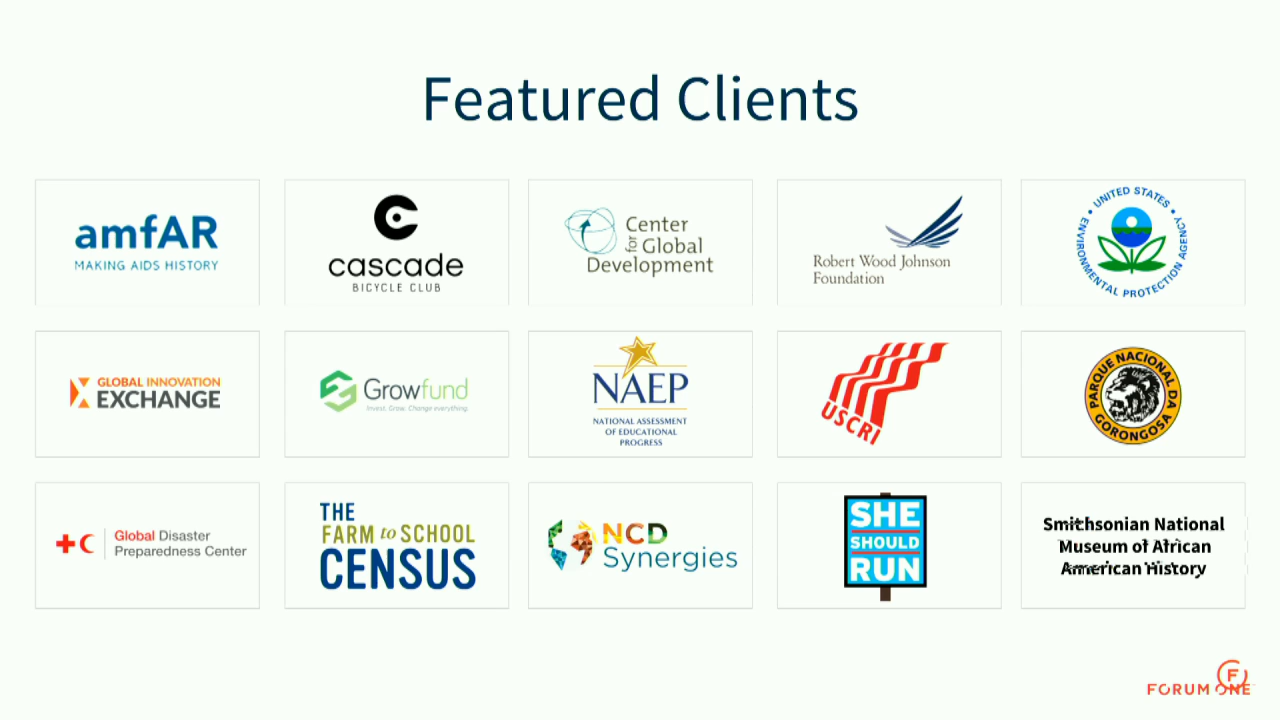 Featured Clients
amfAR
MAKING AIDS HISTORY
cascade
BICYCLE CLUB
Center
for Global
Development
Robert Wood Johnson
Foundation
UNITED STATES
ENVIRONMENTAL PROTECTION AGENCY
GLOBAL INNOVATION
EXCHANGE
Growfund
Invest. Grow. Change everything.
NAEP
NATIONAL ASSESSMENT
OF EDUCATIONAL
PROGRESS
USCRI
PARQUE NACIONAL DA
GORONGOSA
Global Disaster
Preparedness Center
THE
FARM to SCHOOL
CENSUS
NCD
Synergies
SHE
SHOULD
RUN
Smithsonian National
Museum of African
American History
F
FORUM ONE